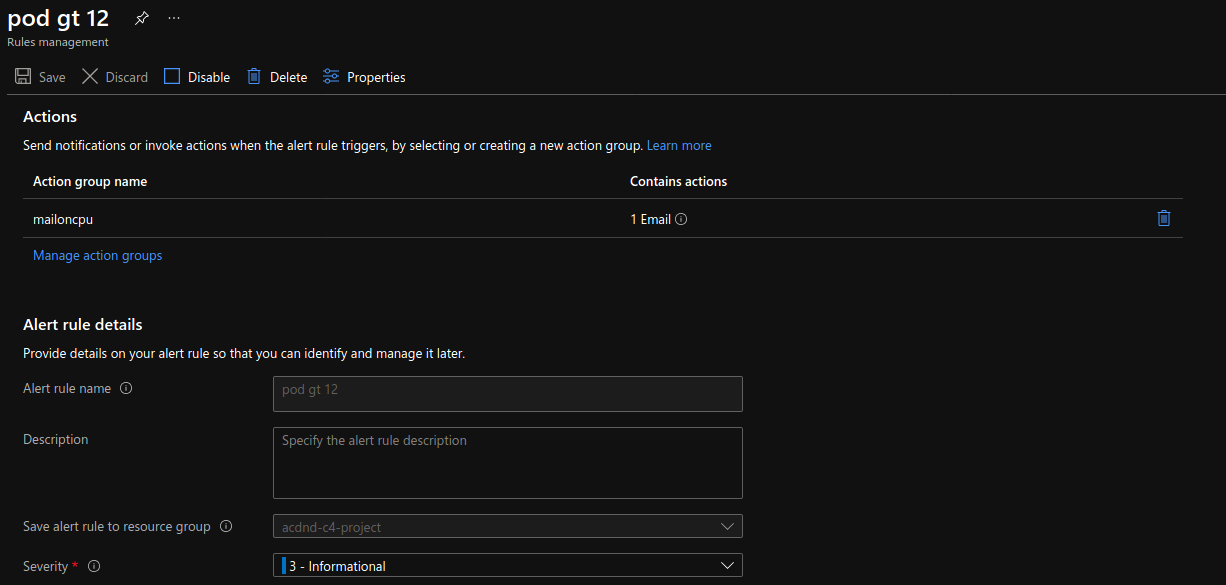 pod gt 12 ...
Rules management
Save Discard Disable Delete Properties
Actions
Send notifications or invoke actions when the alert rule triggers, by selecting or creating a new action group. Learn more
Action group name Contains actions
mailoncpu 1 Email
Manage action groups
Alert rule details
Provide details on your alert rule so that you can identify and manage it later.
Alert rule name pod gt 12
Description Specify the alert rule description
Save alert rule to resource group acdnd-c4-project
Severity * 3 - Informational